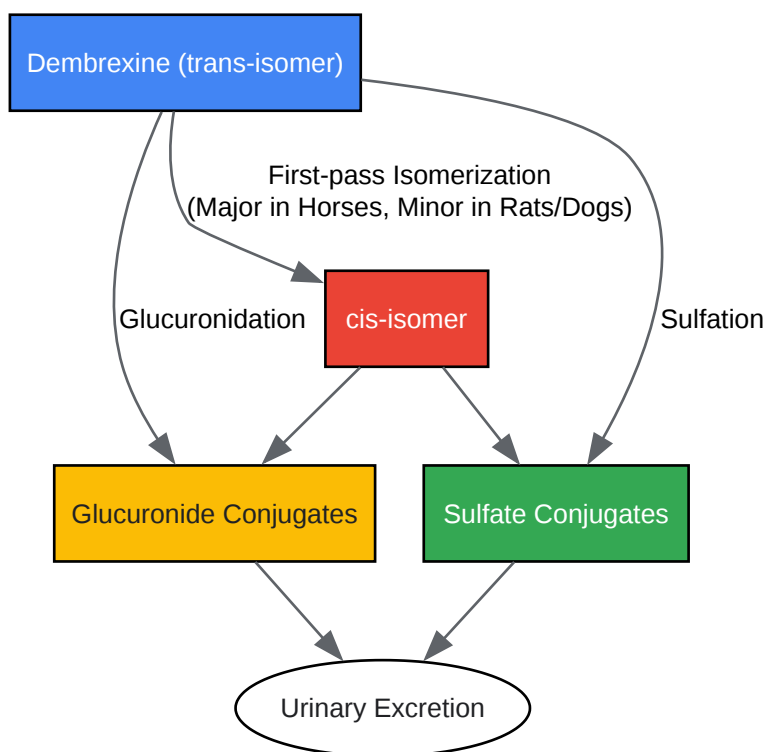 Dembrexine (trans-isomer)
First-pass Isomerization
(Major in Horses, Minor in Rats/Dogs)
Glucuronidation
cis-isomer
Sulfation
Glucuronide Conjugates
Sulfate Conjugates
Urinary Excretion